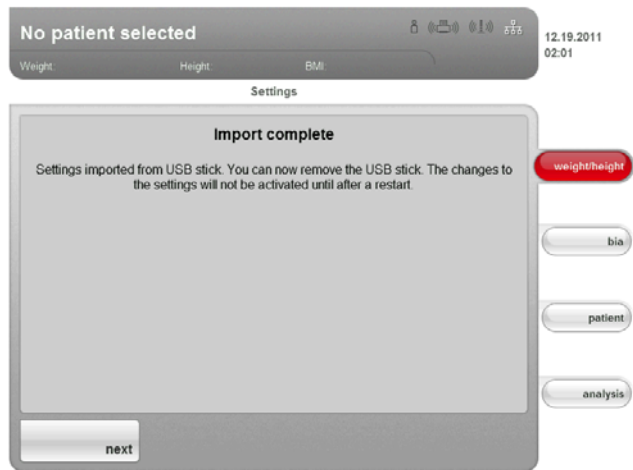 No patient selected
12.19.2011
02:01
Weight: Height: BMI:
Settings
Import complete
Settings imported from USB stick. You can now remove the USB stick. The changes to
the settings will not be activated until after a restart.
weight/height
bia
patient
analysis
next